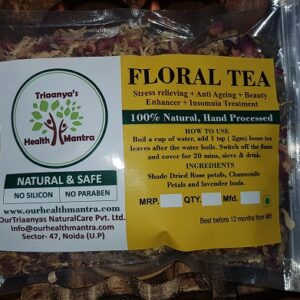 Triaanya's
Health Mantra
NATURAL & SAFE
NO SILICON
NO PARABEN
www.ourhealthmantra.com
OurTriaanyas NaturalCare Pvt. Ltd.
info@ourhealthmantra.com
Sector- 47, Noida (U.P)
FLORAL TEA
Stress relieving + Anti Ageing + Beauty
Enhancer + Insomnia Treatment
100% Natural, Hand Processed
HOW TO USE
Boil a cup of water, add 1 tsp ( 2gm) loose tea
leaves after the water boils. Switch off the flame
and cover for 20 mins, steve & drink.
INGREDIENTS
Shade Dried Rose petals, Chamomile
Petals and lavender buds.
MRP.
QTY.
Mfd.
Best before 12 months from Mfd